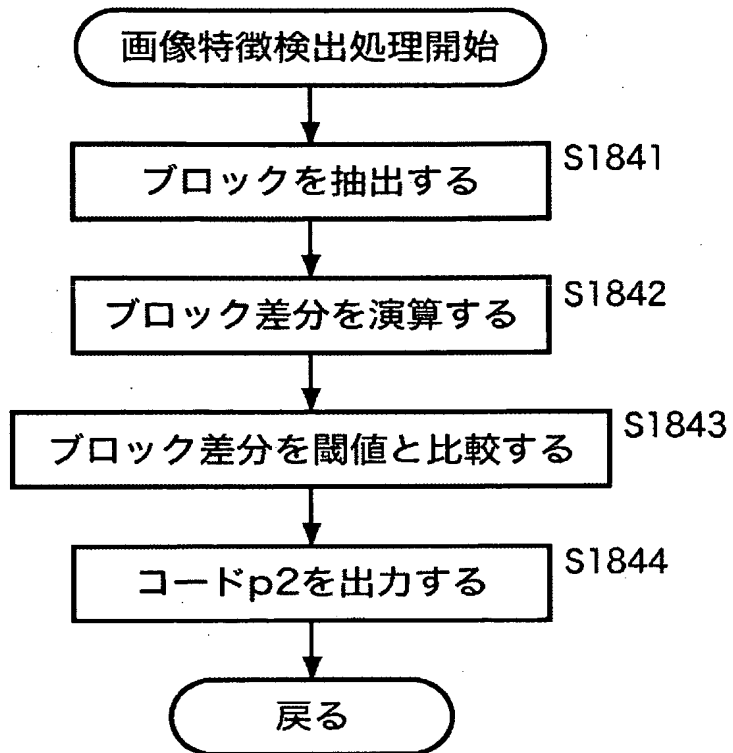 画像特徴検出処理開始
ブロックを抽出する
S1841
ブロック差分を演算する
S1842
ブロック差分を閾値と比較する
S1843
コードp2を出力する
S1844
戻る